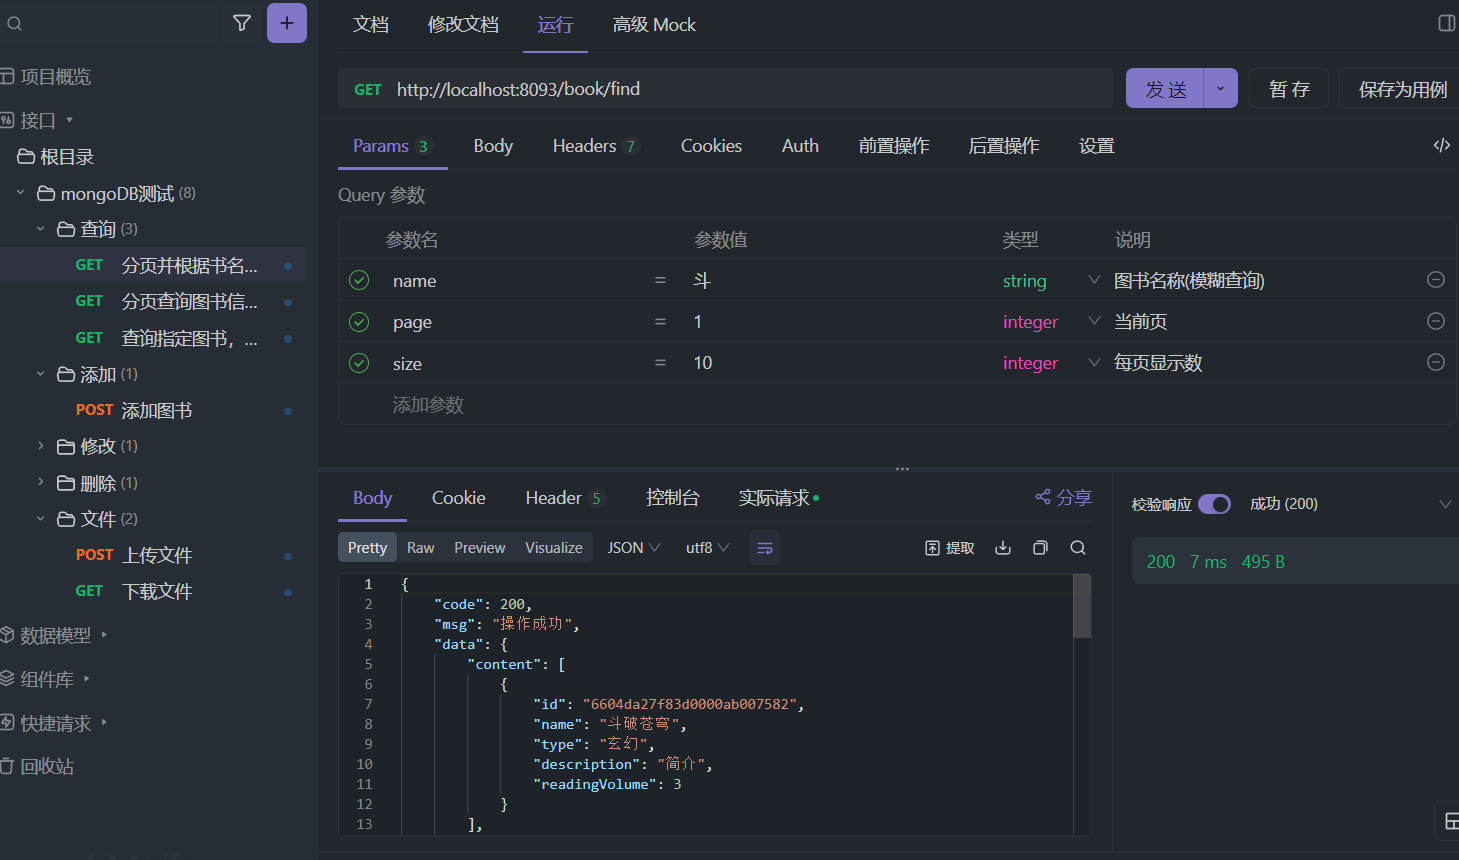 项目概览
接口
根目录
mongoDB测试 (8)
查询 (3)
GET 分页并根据书名...
GET 分页查询图书信...
GET 查询指定图书，...
添加 (1)
POST 添加图书
修改 (1)
删除 (1)
文件 (2)
POST 上传文件
GET 下载文件
数据模型
组件库
快捷请求
回收站
文档 修改文档 运行 高级 Mock
GET http://localhost:8093/book/find 发 送 暂 存 保存为用例
Params 3 Body Headers 7 Cookies Auth 前置操作 后置操作 设置
Query 参数
参数名 参数值 类型 说明
name = 斗 string 图书名称(模糊查询)
page = 1 integer 当前页
size = 10 integer 每页显示数
添加参数
Body Cookie Header 5 控制台 实际请求 分享
Pretty Raw Preview Visualize JSON utf8 提取
1 {
2 "code": 200,
3 "msg": "操作成功",
4 "data": {
5 "content": [
6 {
7 "id": "6604da27f83d0000ab007582",
8 "name": "斗破苍穹",
9 "type": "玄幻",
10 "description": "简介",
11 "readingVolume": 3
12 }
13 ],
校验响应 成功 (200)
200 7 ms 495 B